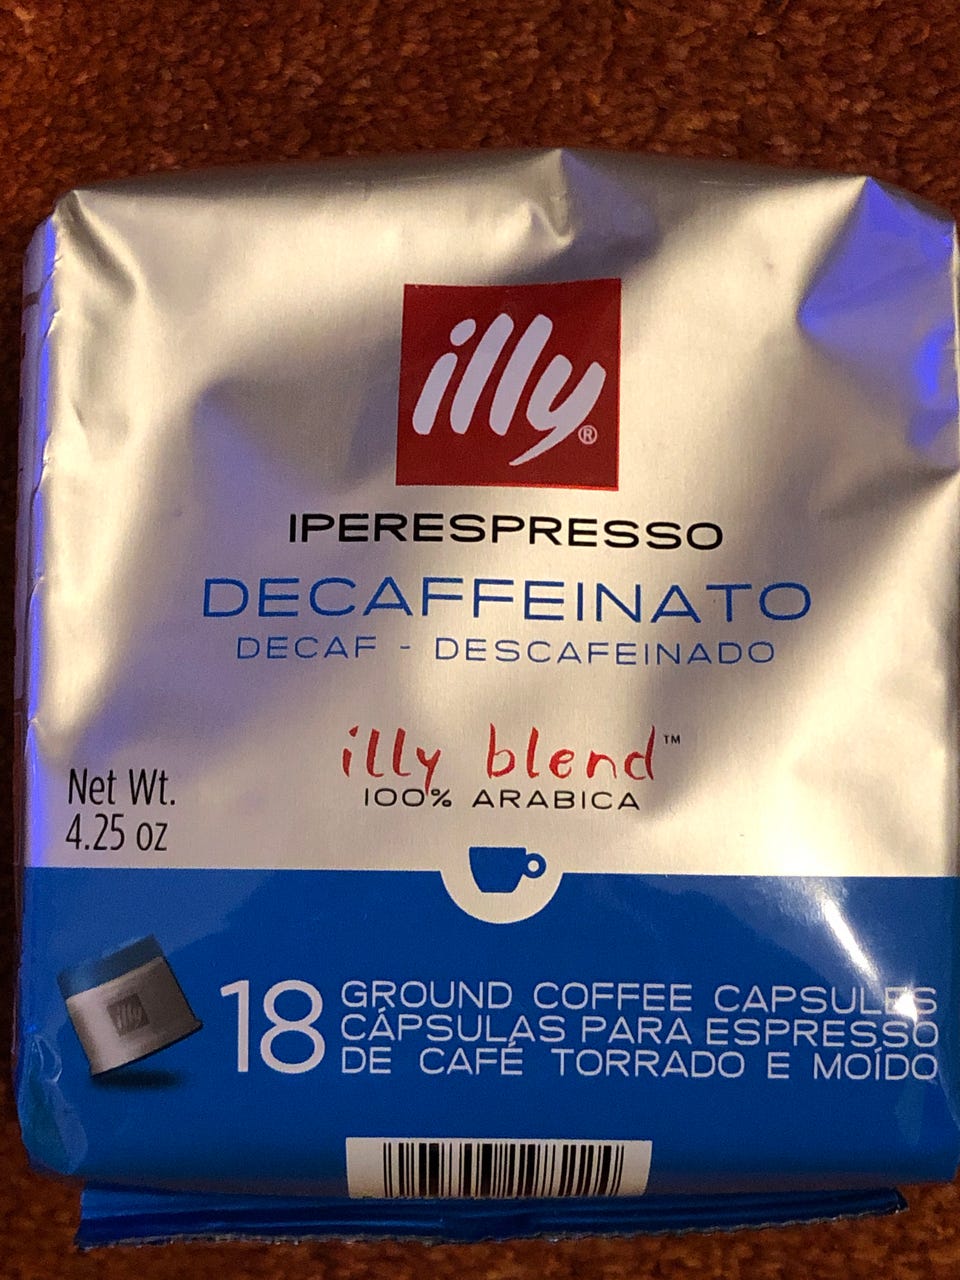 illy®
IPERESPRESSO
DECAFFEINATO
DECAF - DESCAFEINADO
illy blend™
100% ARABICA
Net Wt.
4.25 oz
illy
18
GROUND COFFEE CAPSULES
CÁPSULAS PARA ESPRESSO
DE CAFÉ TORRADO E MOÍDO